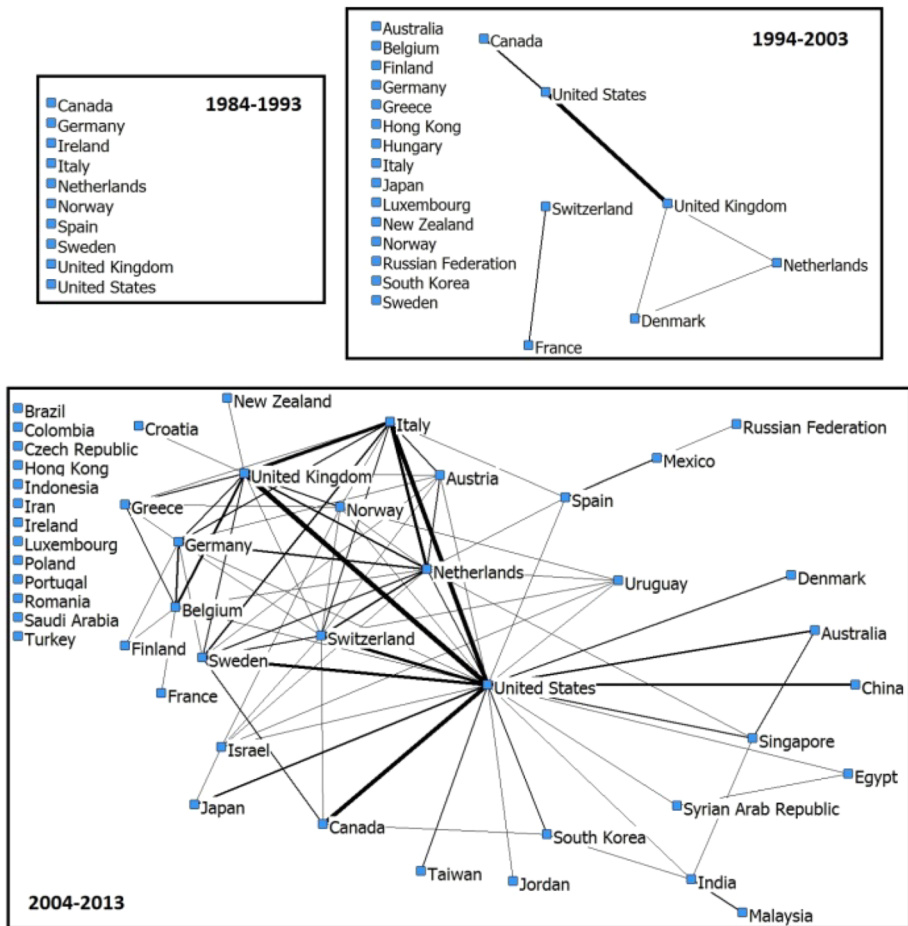 1984-1993
Canada
Germany
Ireland
Italy
Netherlands
Norway
Spain
Sweden
United Kingdom
United States
1994-2003
Australia
Belgium
Finland
Germany
Greece
Hong Kong
Hungary
Italy
Japan
Luxembourg
New Zealand
Norway
Russian Federation
South Korea
Sweden
Canada
United States
Switzerland
United Kingdom
Netherlands
Denmark
France
Brazil
Colombia
Czech Republic
Hong Kong
Indonesia
Iran
Ireland
Luxembourg
Poland
Portugal
Romania
Saudi Arabia
Turkey
New Zealand
Croatia
Italy
Russian Federation
Mexico
United Kingdom
Austria
Spain
Greece
Norway
Germany
Netherlands
Uruguay
Denmark
Belgium
Switzerland
Australia
Finland
Sweden
United States
China
France
Israel
Singapore
Egypt
Japan
Syrian Arab Republic
Canada
South Korea
Taiwan
Jordan
India
Malaysia
2004-2013